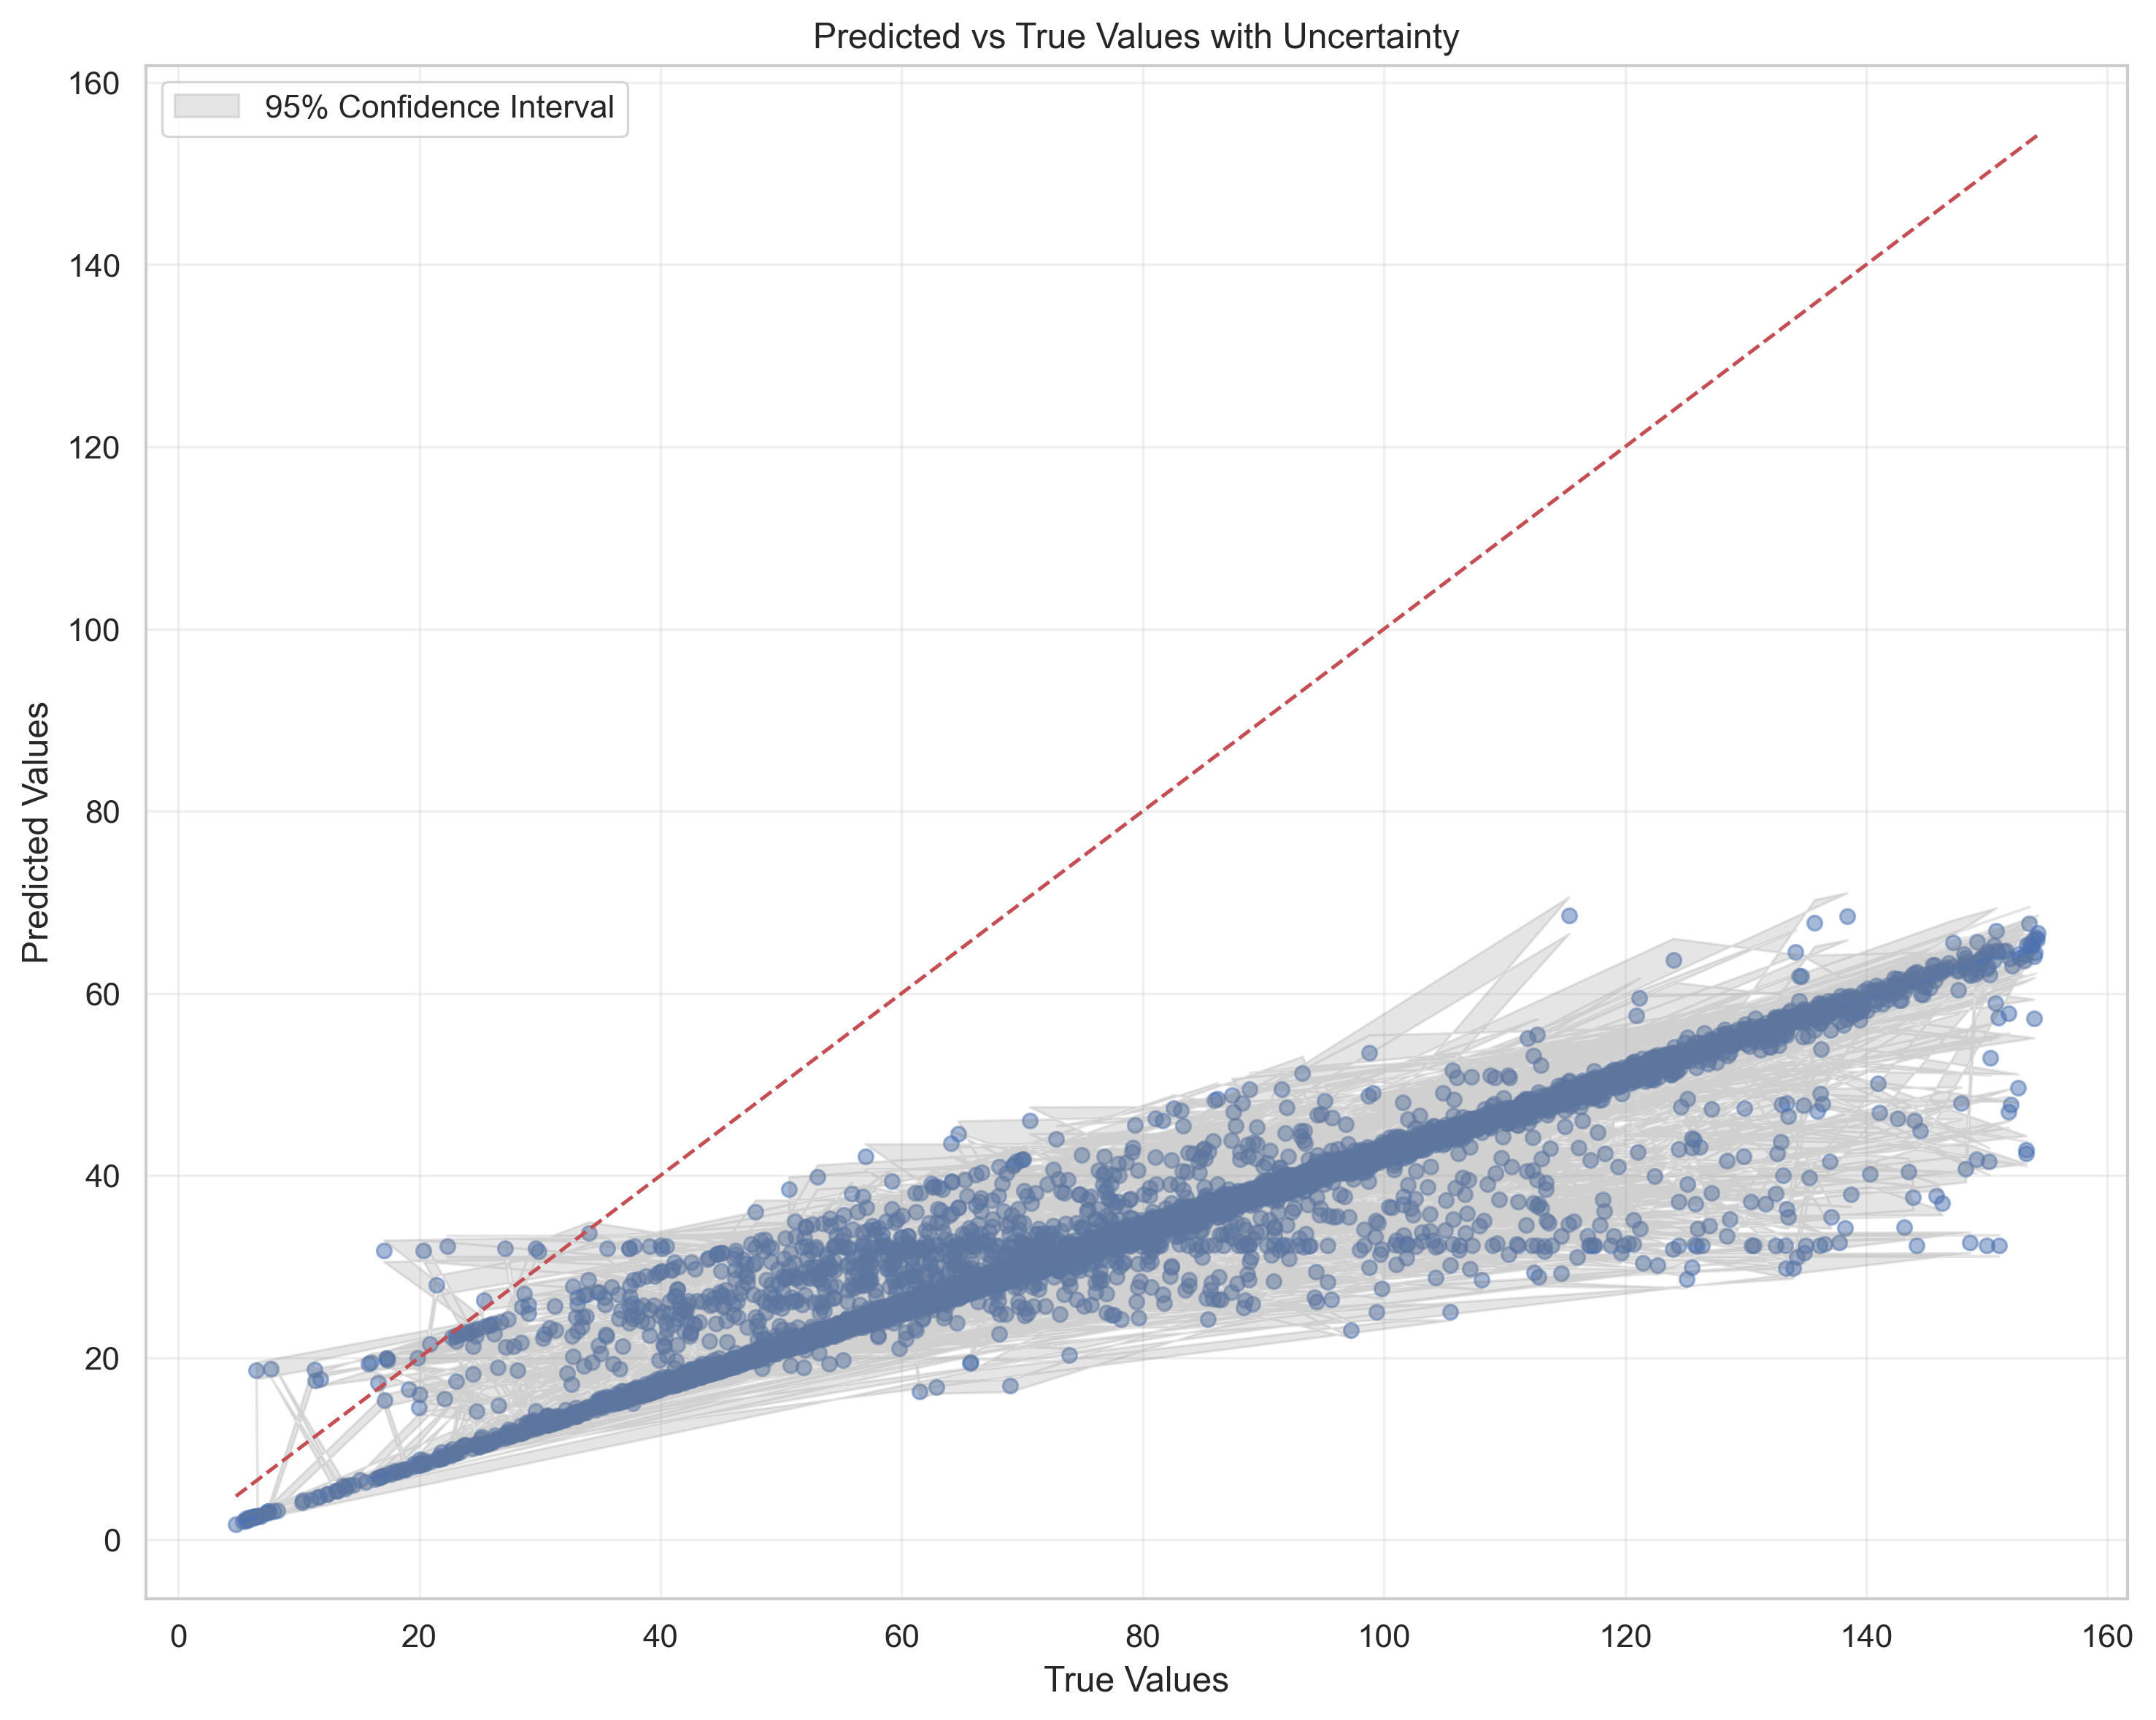 Predicted vs True Values with Uncertainty
95% Confidence Interval
160
140
120
100
80
60
40
20
0
Predicted Values
0 20 40 60 80 100 120 140 160
True Values